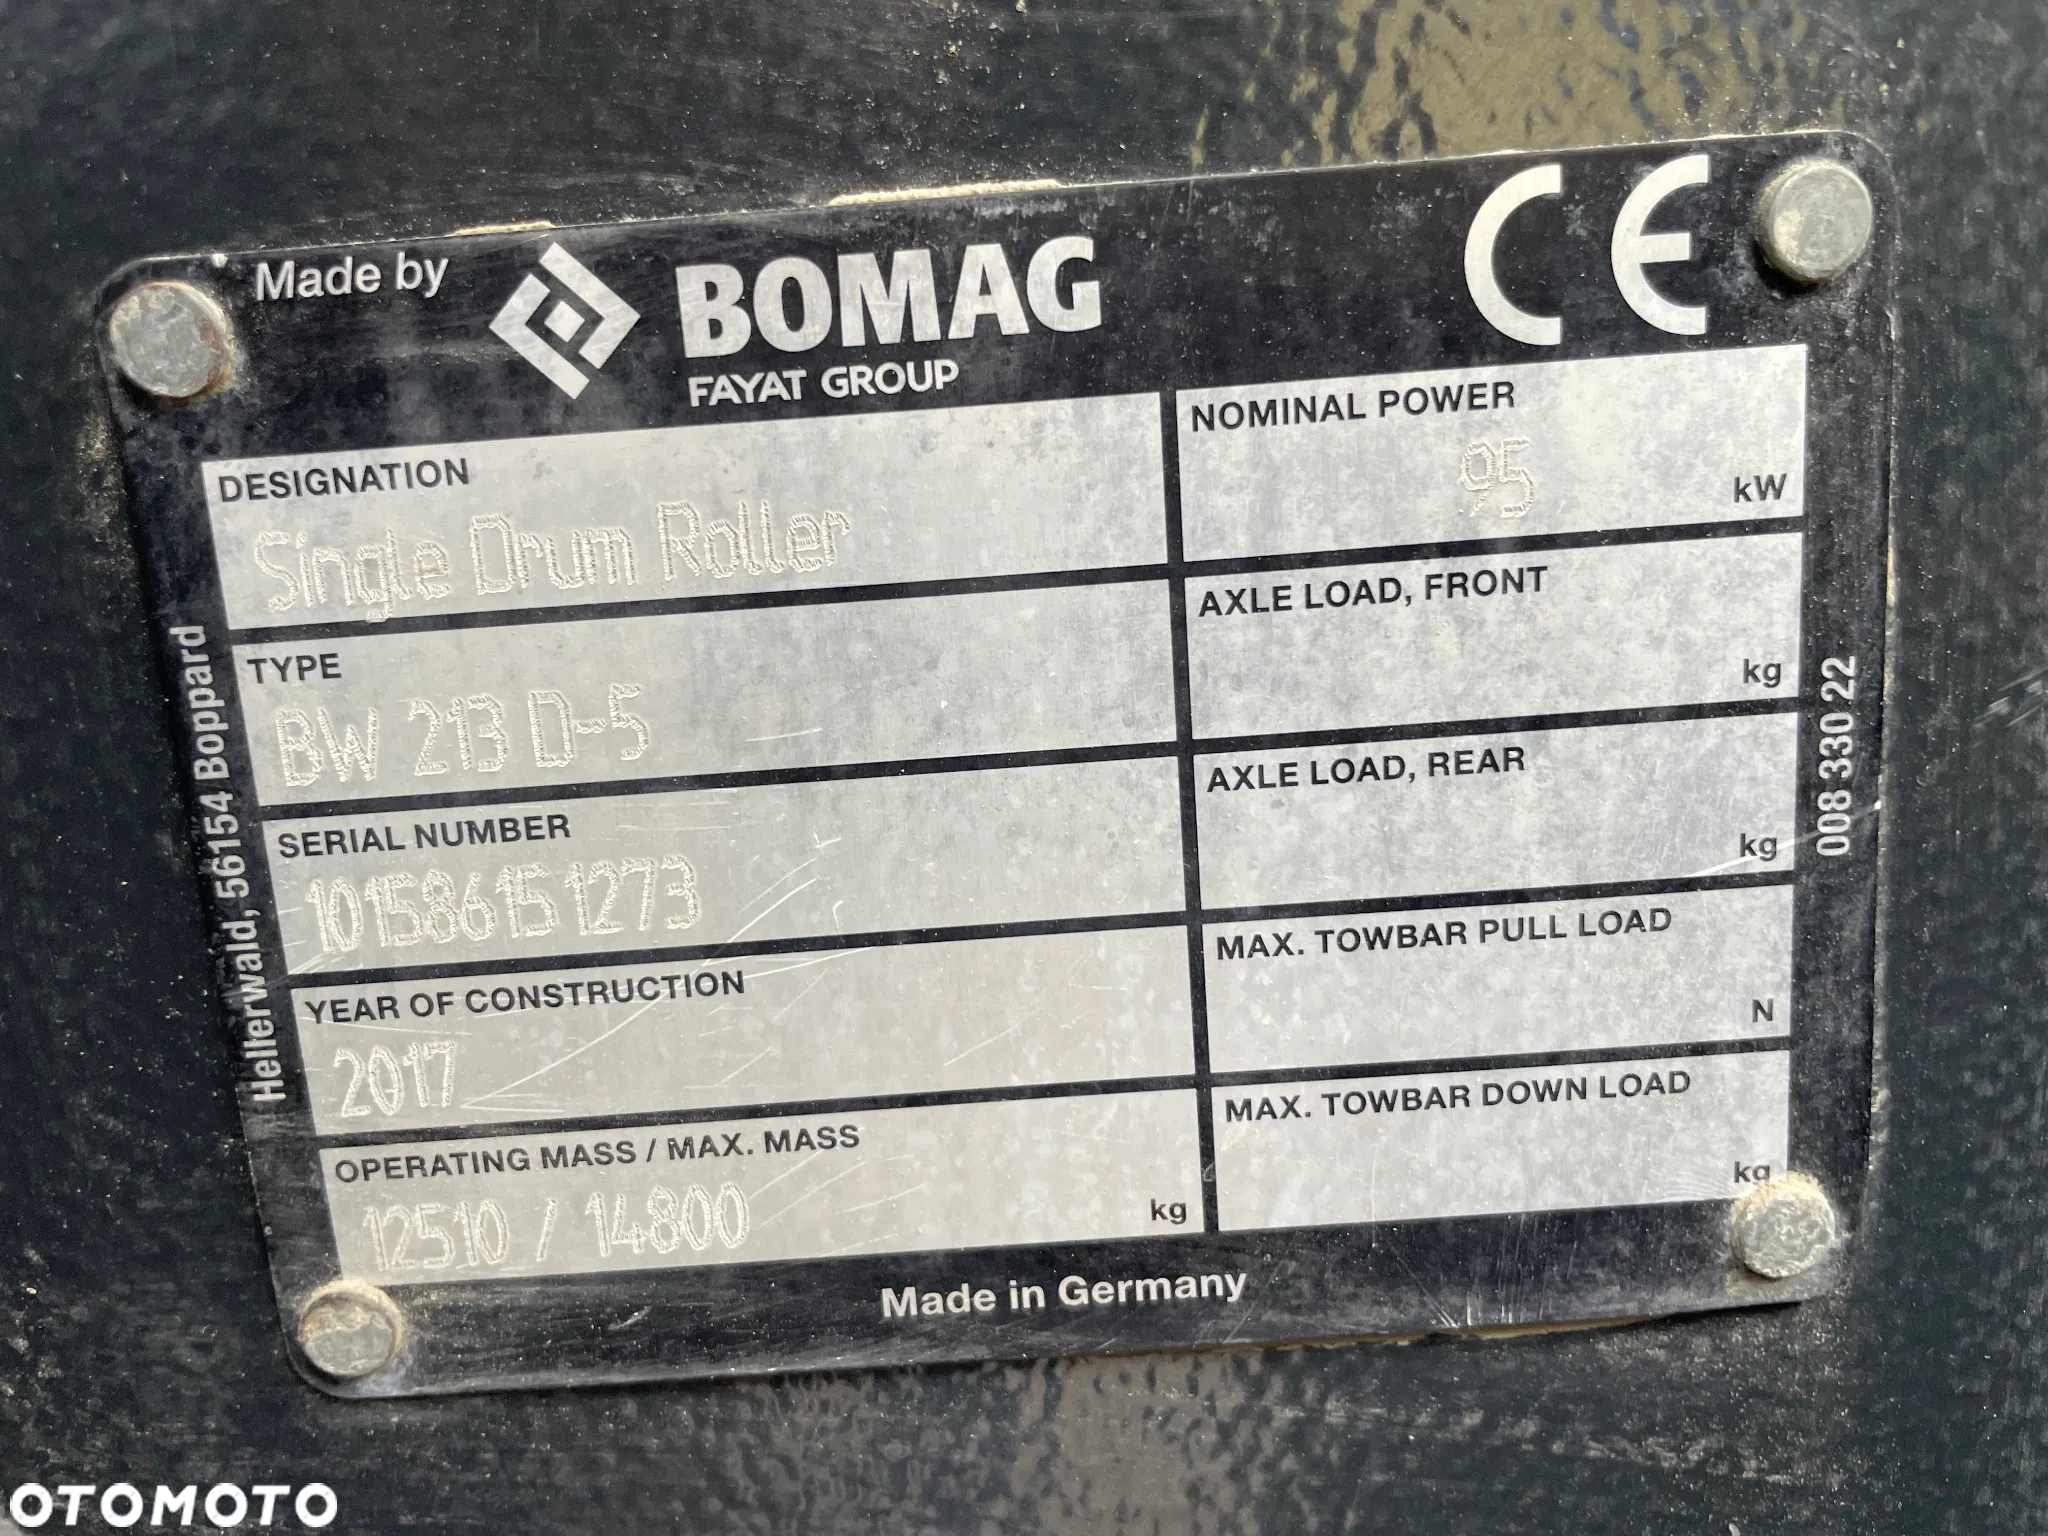 Made by BOMAG
FAYAT GROUP
CE
DESIGNATION
Single Drum Roller
TYPE
BW 213 D-5
SERIAL NUMBER
101586151273
YEAR OF CONSTRUCTION
2017
OPERATING MASS / MAX. MASS
12510 / 14800 kg
NOMINAL POWER
95 kW
AXLE LOAD, FRONT
kg
AXLE LOAD, REAR
kg
MAX. TOWBAR PULL LOAD
N
MAX. TOWBAR DOWN LOAD
kg
Made in Germany
Hellerwald, 56154 Boppard
008 330 22
OTOMOTO